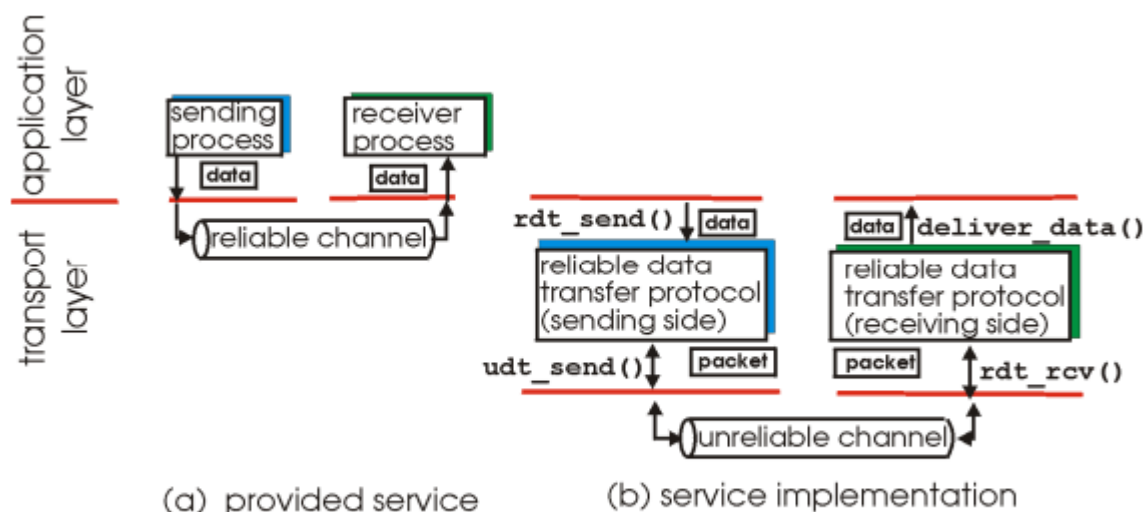 application
layer
transport
layer
sending
process
data
receiver
process
data
reliable channel
(a) provided service
rdt_send()
data
reliable data
transfer protocol
(sending side)
udt_send()
packet
data
deliver_data()
reliable data
transfer protocol
(receiving side)
packet
rdt_rcv()
unreliable channel
(b) service implementation